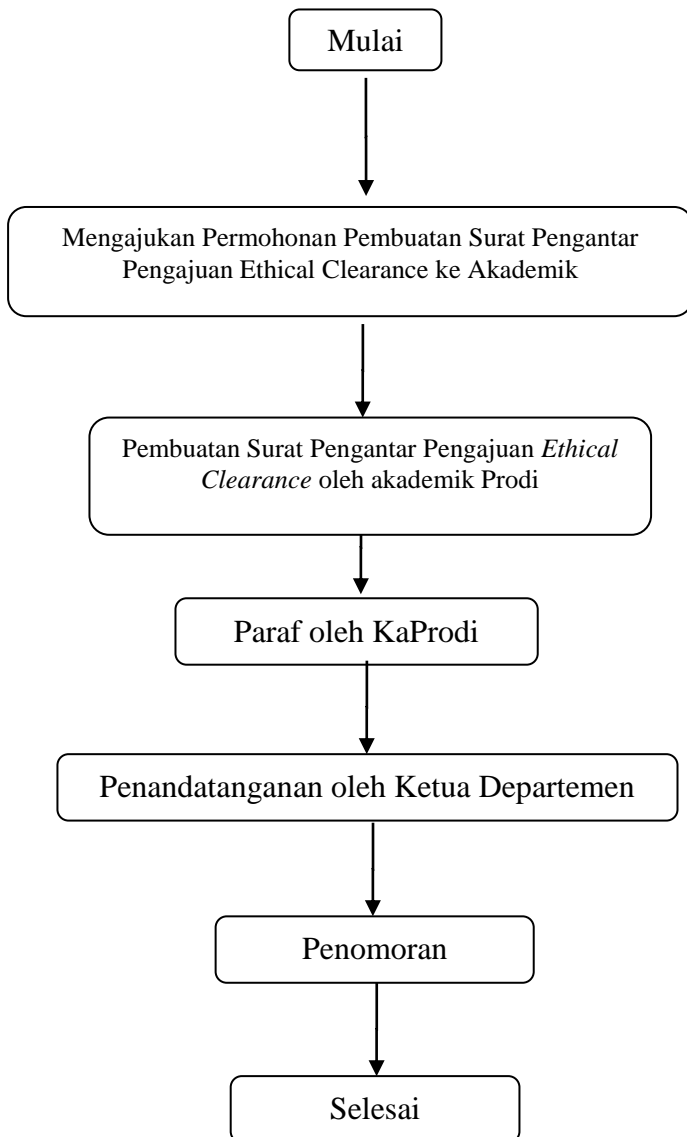 Mulai
Mengajukan Permohonan Pembuatan Surat Pengantar
Pengajuan Ethical Clearance ke Akademik
Pembuatan Surat Pengantar Pengajuan Ethical
Clearance oleh akademik Prodi
Paraf oleh KaProdi
Penandatanganan oleh Ketua Departemen
Penomoran
Selesai